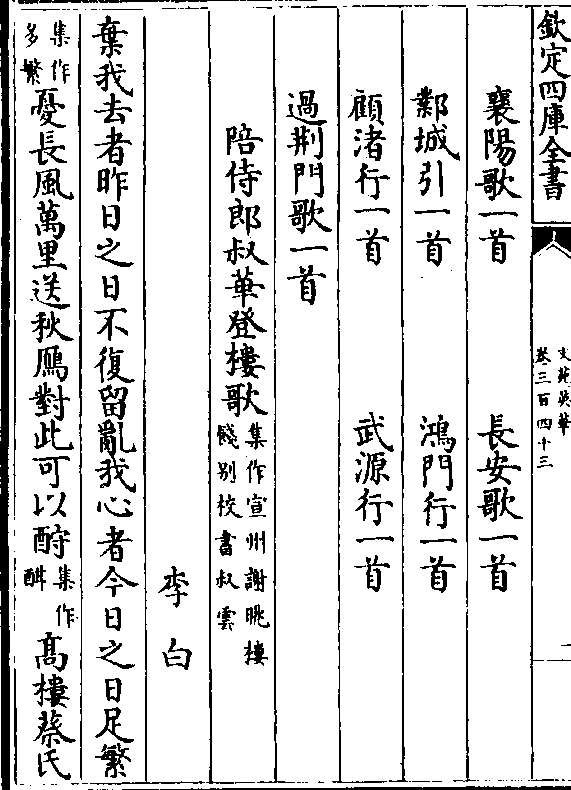 欽定四庫全書
文苑英華
卷三百四十三
二
襄陽歌一首 長安歌一首
鄴城引一首 鴻門行一首
顧渚行一首 武源行一首
過荆門歌一首
陪侍郎叔華登樓歌集作宣州謝朓樓餞别校書叔雲
李白
棄我去者昨日之日不復留亂我心者今日之日足繁
集作多繁憂長風萬里送秋鴈對此可以酧集作酣高樓蔡氏